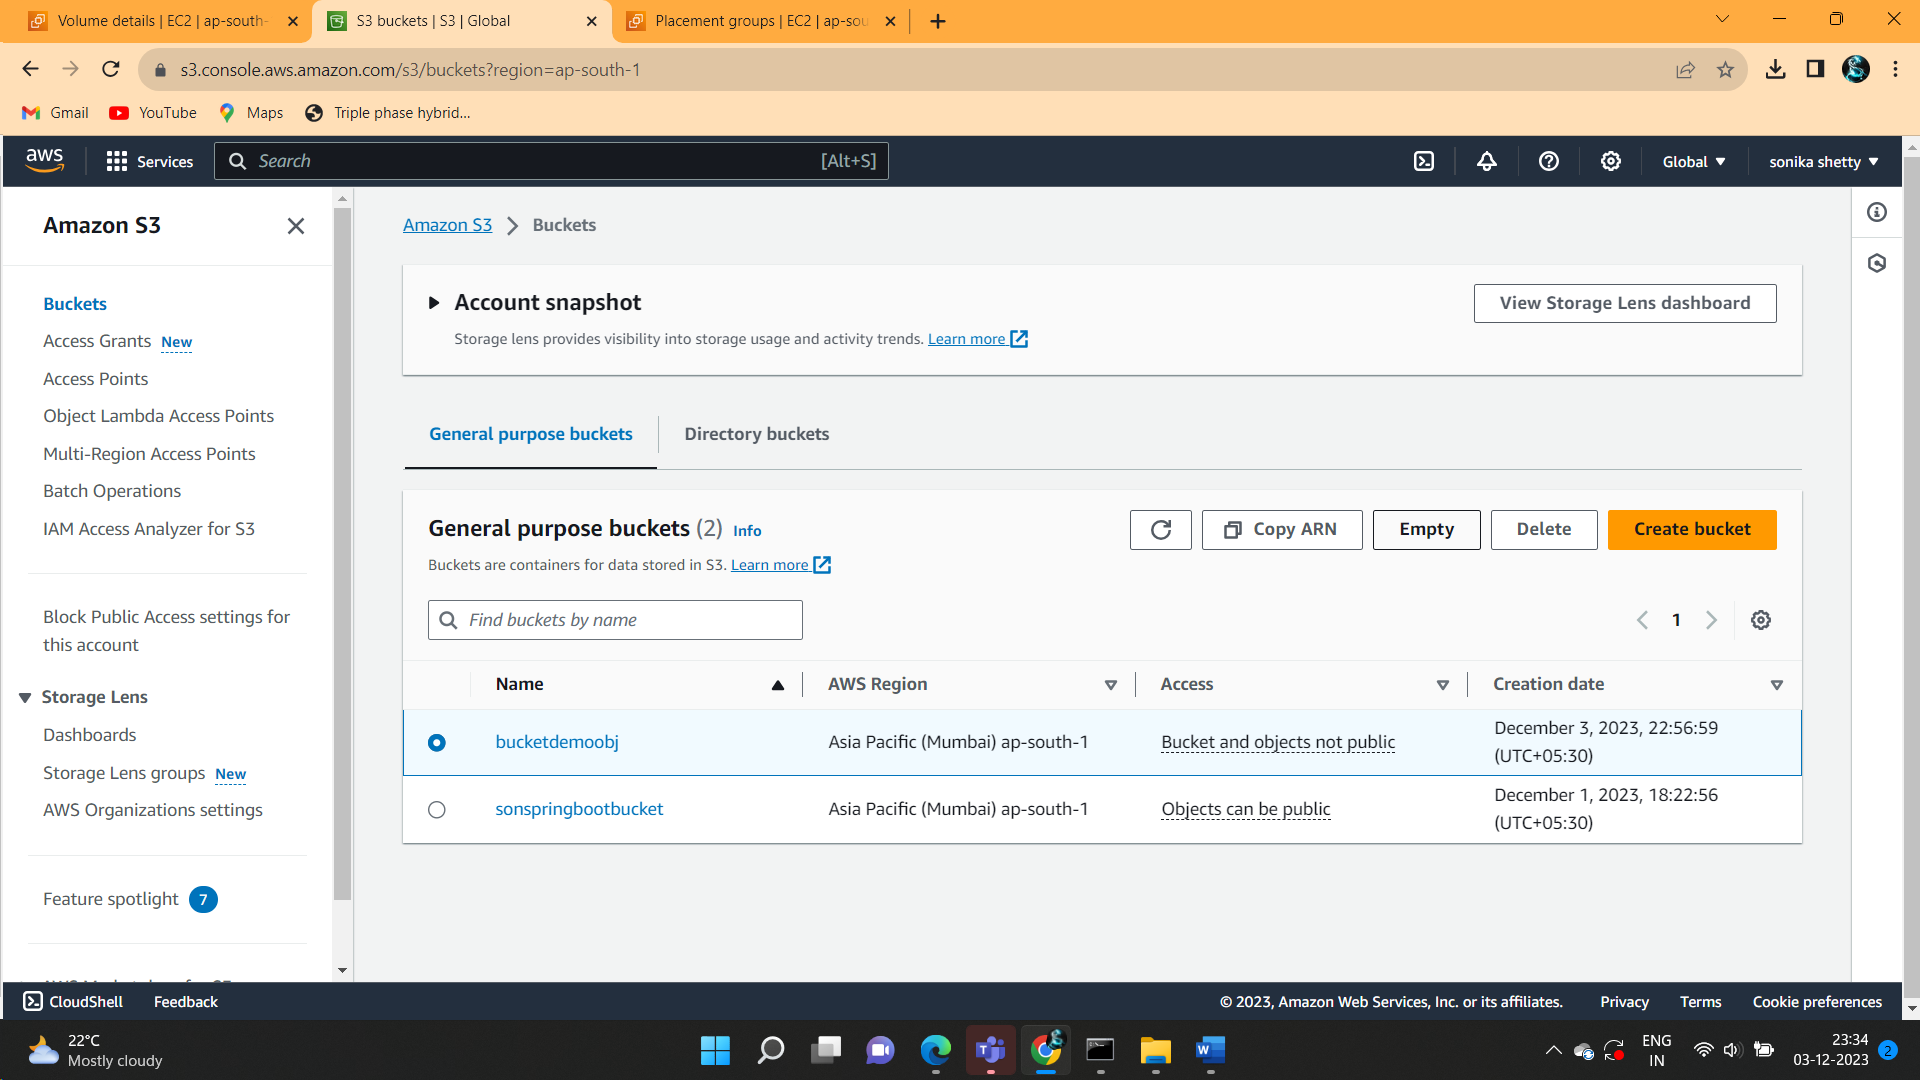 Volume details | EC2 | ap-south-
S3 buckets | S3 | Global
Placement groups | EC2 | ap-sou
s3.console.aws.amazon.com/s3/buckets?region=ap-south-1
Gmail
YouTube
Maps
Triple phase hybrid...
aws
Services
Search
[Alt+S]
Global
sonika shetty
Amazon S3
Buckets
Access Grants New
Access Points
Object Lambda Access Points
Multi-Region Access Points
Batch Operations
IAM Access Analyzer for S3
Block Public Access settings for
this account
Storage Lens
Dashboards
Storage Lens groups New
AWS Organizations settings
Feature spotlight 7
Amazon S3 > Buckets
Account snapshot
View Storage Lens dashboard
Storage lens provides visibility into storage usage and activity trends. Learn more
General purpose buckets
Directory buckets
General purpose buckets (2) Info
Copy ARN
Empty
Delete
Create bucket
Buckets are containers for data stored in S3. Learn more
Find buckets by name
1
Name
AWS Region
Access
Creation date
bucketdemoobj
Asia Pacific (Mumbai) ap-south-1
Bucket and objects not public
December 3, 2023, 22:56:59
(UTC+05:30)
sonspringbootbucket
Asia Pacific (Mumbai) ap-south-1
Objects can be public
December 1, 2023, 18:22:56
(UTC+05:30)
CloudShell
Feedback
© 2023, Amazon Web Services, Inc. or its affiliates.
Privacy
Terms
Cookie preferences
22°C
Mostly cloudy
ENG
IN
23:34
03-12-2023
2